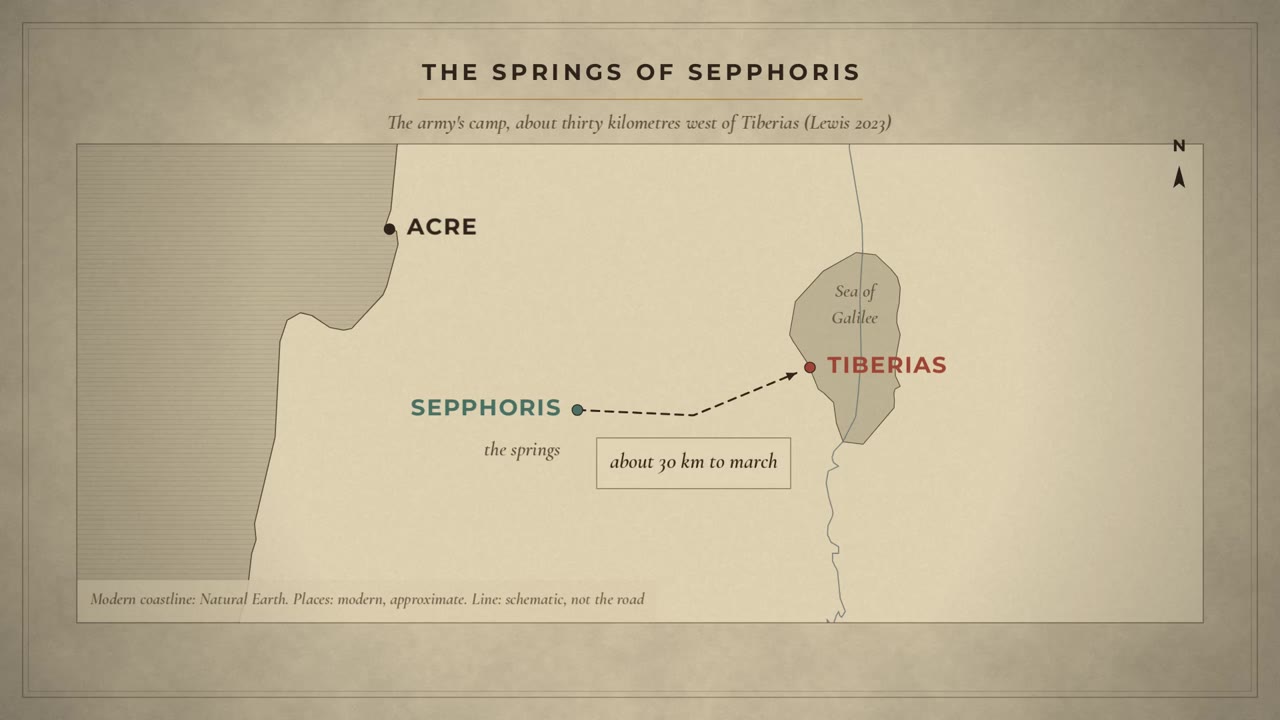 THE SPRINGS OF SEPPHORIS
The army's camp, about thirty kilometres west of Tiberias (Lewis 2023)
N
ACRE
Sea of
Galilee
TIBERIAS
SEPPHORIS
the springs
about 30 km to march
Modern coastline: Natural Earth. Places: modern, approximate. Line: schematic, not the road